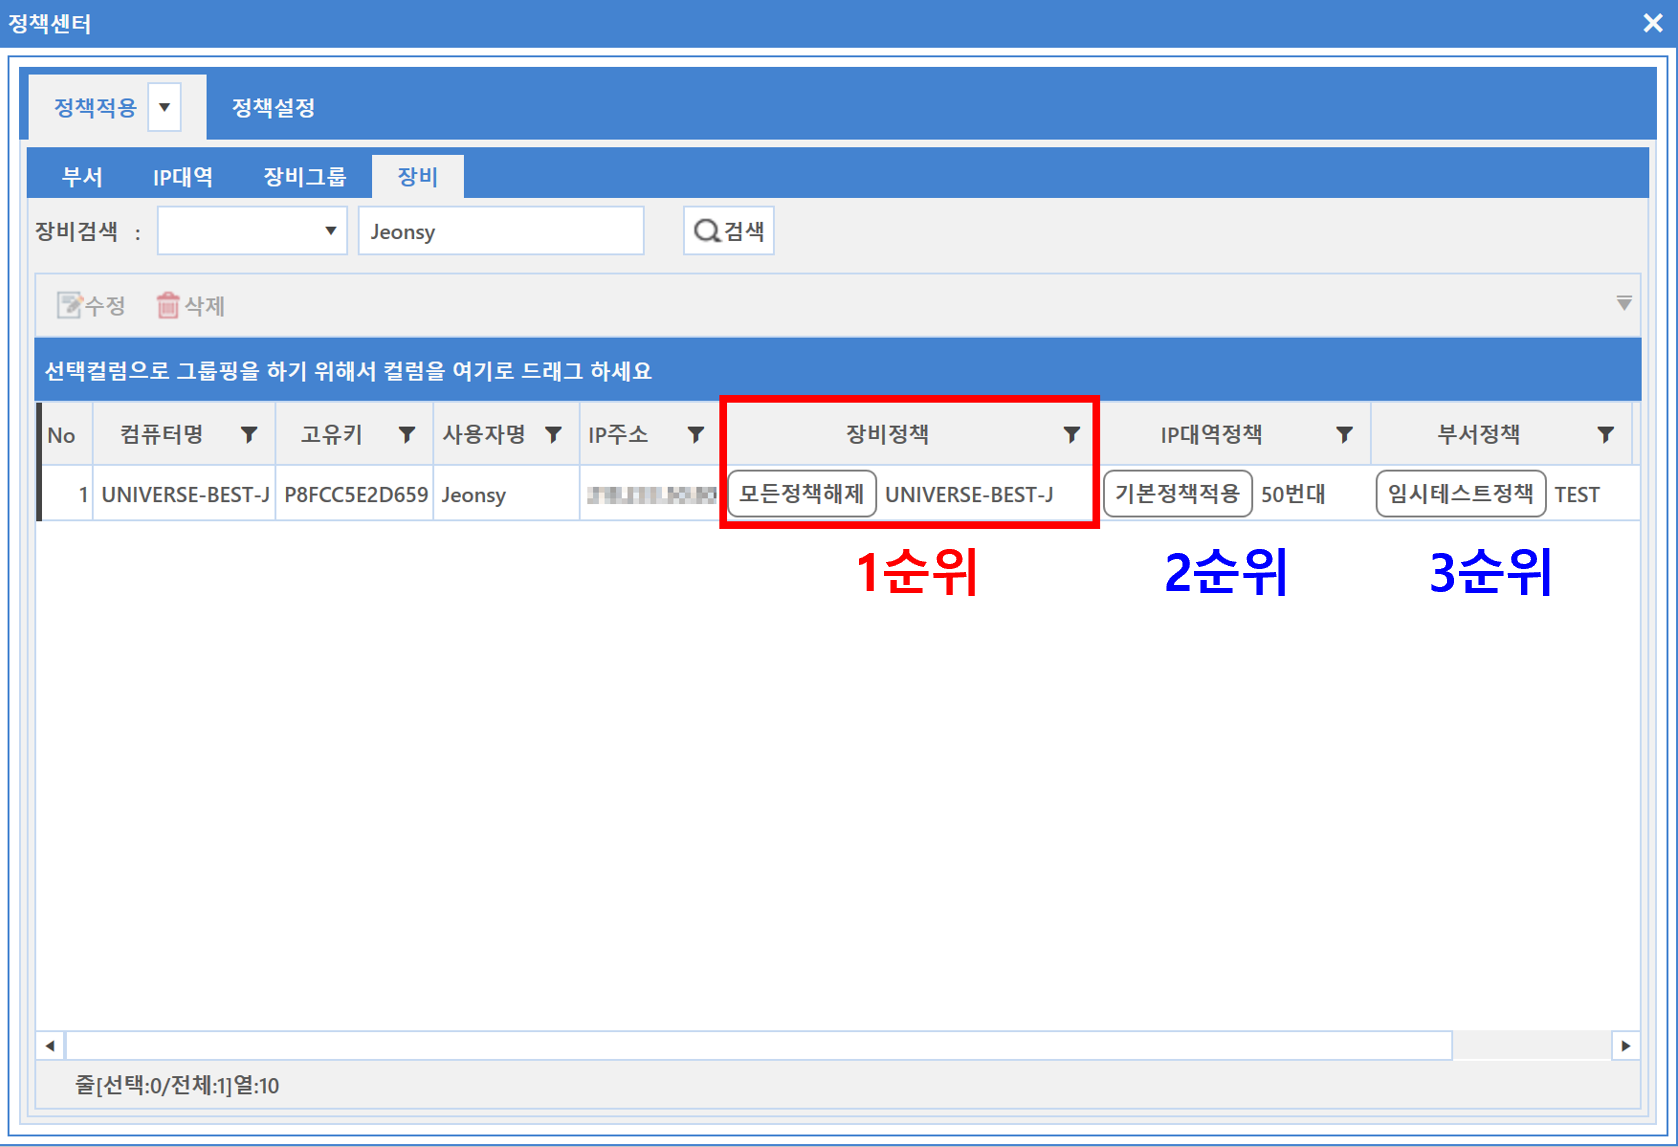 정책센터
정책적용 정책설정
부서 IP대역 장비그룹 장비
장비검색 : Jeonsy 검색
수정 삭제
선택컬럼으로 그룹핑을 하기 위해서 컬럼을 여기로 드래그 하세요
No 컴퓨터명 고유키 사용자명 IP주소 장비정책 IP대역정책 부서정책
1 UNIVERSE-BEST-J P8FCC5E2D659 Jeonsy 모든정책해제 UNIVERSE-BEST-J 기본정책적용 50번대 임시테스트정책 TEST
1순위 2순위 3순위
줄[선택:0/전체:1]열:10